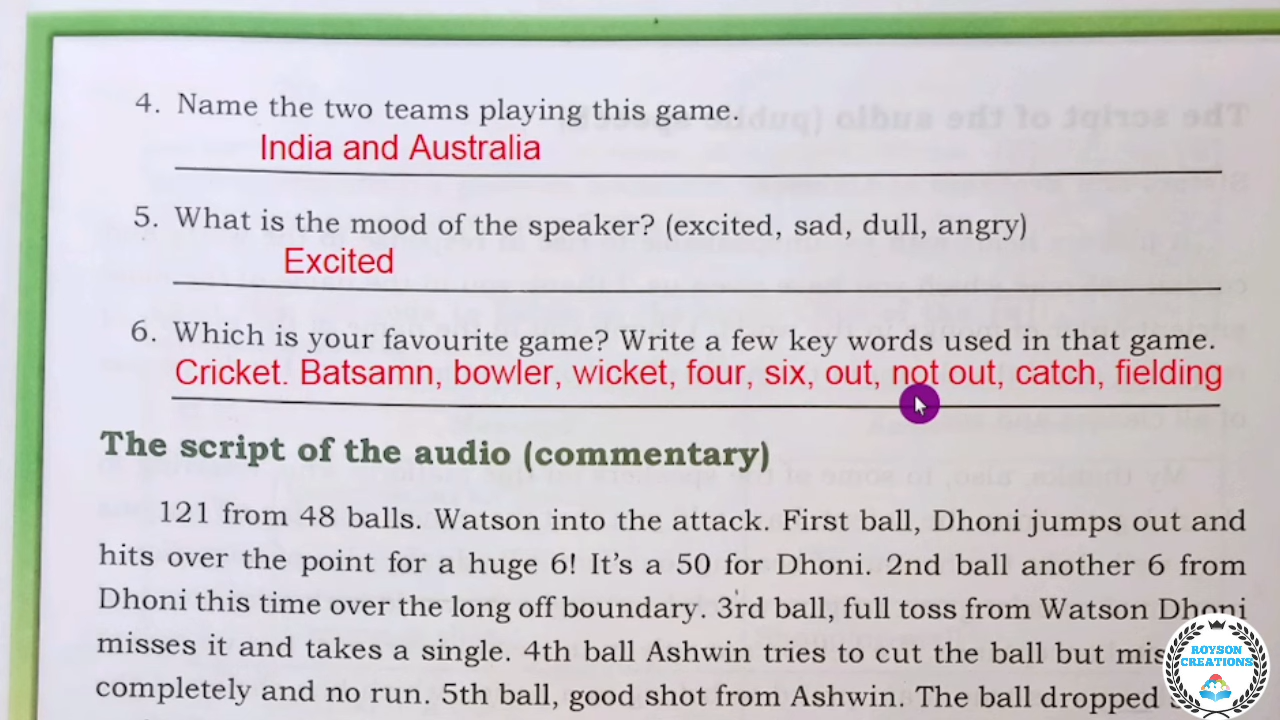 4. Name the two teams playing this game.
India and Australia
5. What is the mood of the speaker? (excited, sad, dull, angry)
Excited
6. Which is your favourite game? Write a few key words used in that game.
Cricket. Batsamn, bowler, wicket, four, six, out, not out, catch, fielding
The script of the audio (commentary)
121 from 48 balls. Watson into the attack. First ball, Dhoni jumps out and
hits over the point for a huge 6! It's a 50 for Dhoni. 2nd ball another 6 from
Dhoni this time over the long off boundary. 3rd ball, full toss from Watson Dhoni
misses it and takes a single. 4th ball Ashwin tries to cut the ball but
completely and no run. 5th ball, good shot from Ashwin. The ball dropped
ROYSON
CREATIONS